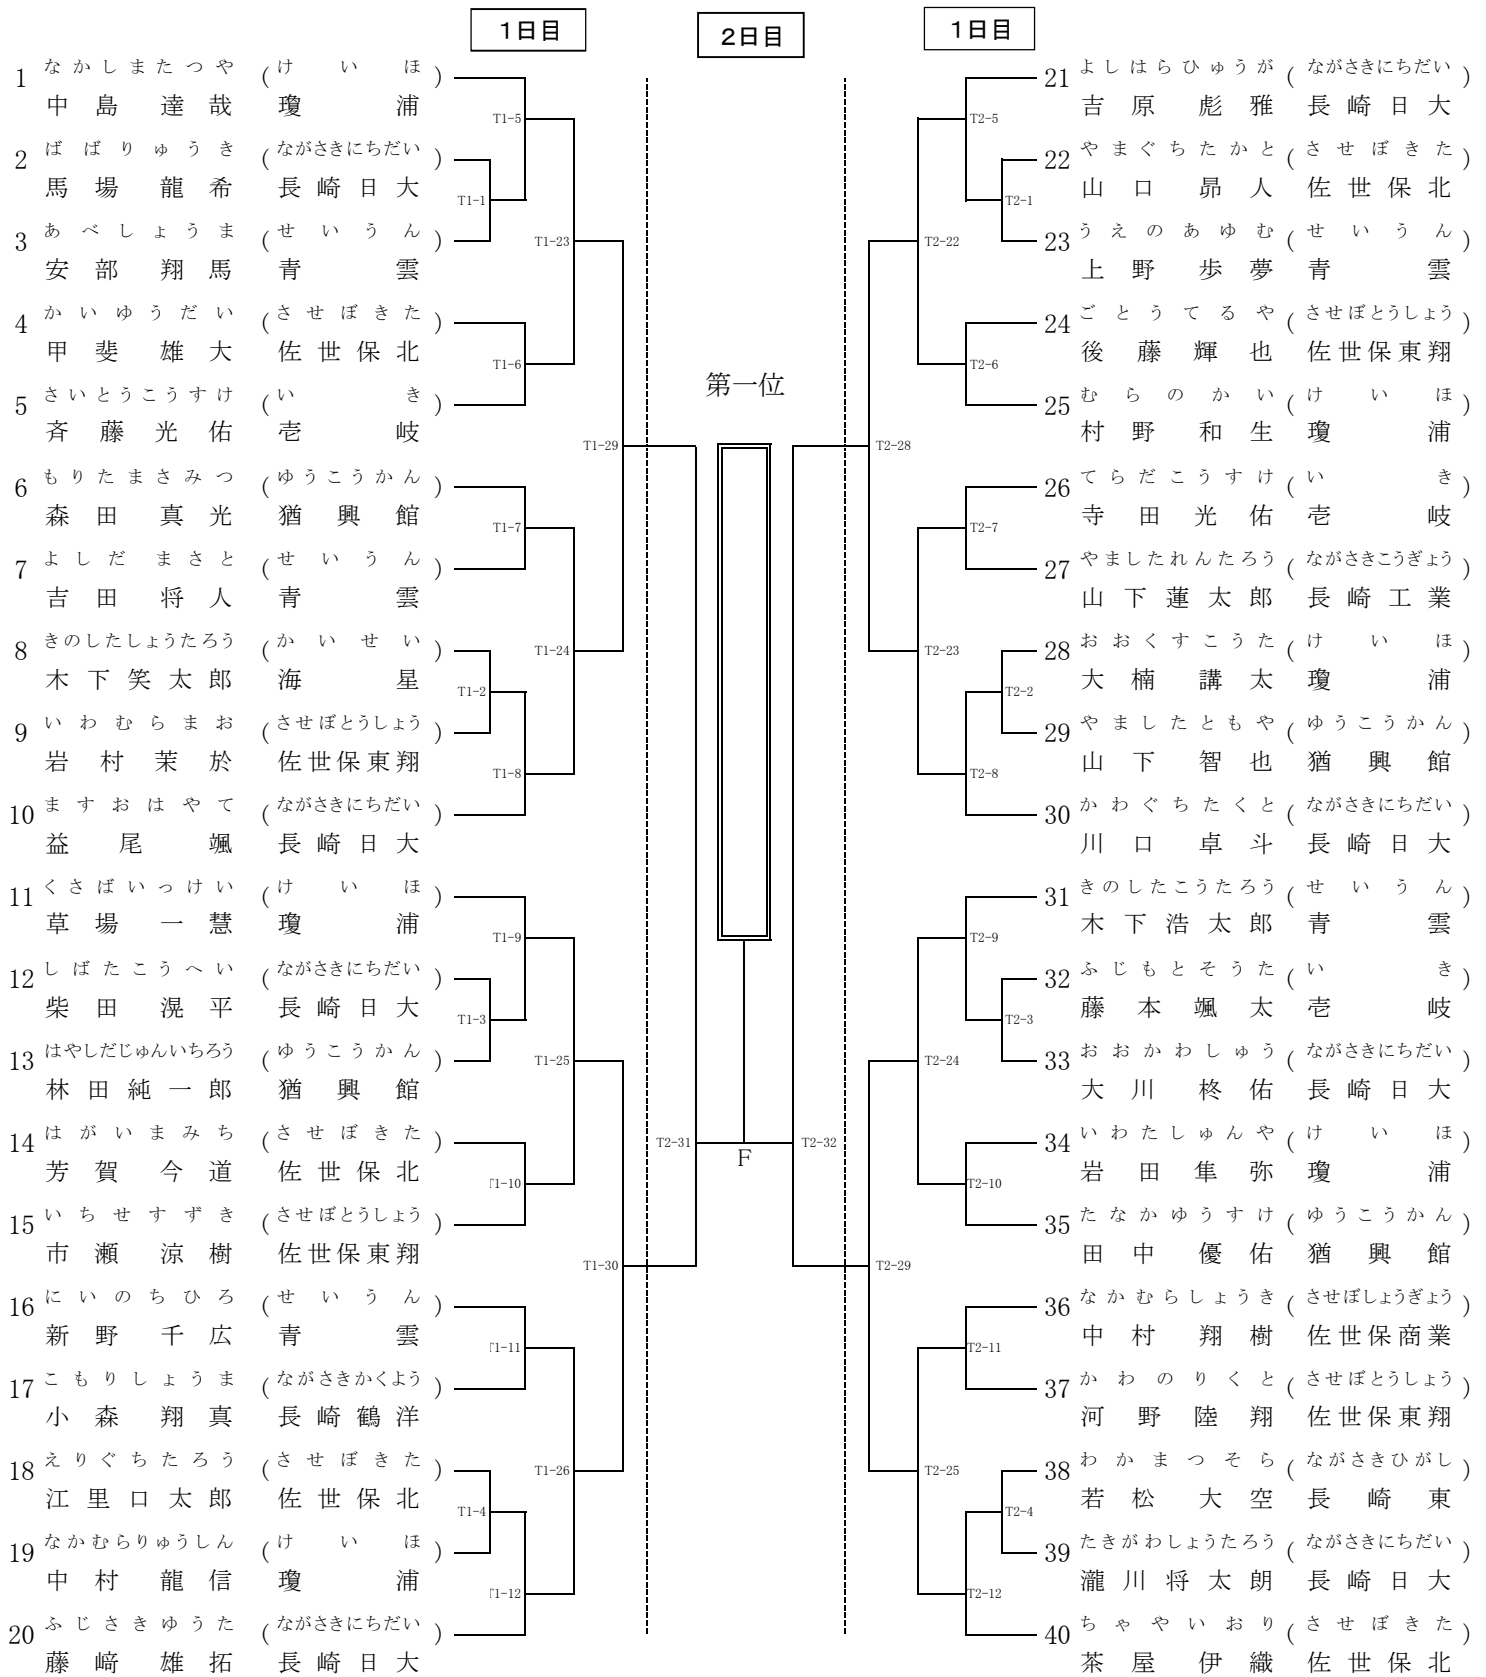 1日目
2日目
1日目
なかしまたつや (けいほ)
1 中島達哉 瓊浦
T1-5
ばばりゅうき (ながさきにちだい)
2 馬場龍希 長崎日大
T1-1
あべしょうま (せいうん)
3 安部翔馬 青雲
T1-23
かいゆうだい (させぼきた)
4 甲斐雄大 佐世保北
T1-6
さいとうこうすけ (いき)
5 斉藤光佑 壱岐
T1-29
もりたまさみつ (ゆうこうかん)
6 森田真光 猶興館
T1-7
よしだ まさと (せいうん)
7 吉田将人 青雲
きのしたしょうたろう (かいせい)
8 木下笑太郎 海星
T1-24
T1-2
いわむらまお (させぼとうしょう)
9 岩村茉於 佐世保東翔
T1-8
ますおはやて (ながさきにちだい)
10 益尾颯 長崎日大
くさばいっけい (けいほ)
11 草場一慧 瓊浦
T1-9
しばたこうへい (ながさきにちだい)
12 柴田滉平 長崎日大
T1-3
はやしだじゅんいちろう (ゆうこうかん)
13 林田純一郎 猶興館
T1-25
はがいまみち (させぼきた)
14 芳賀今道 佐世保北
T1-10
いちせすずき (させぼとうしょう)
15 市瀬涼樹 佐世保東翔
T1-30
にいのちひろ (せいうん)
16 新野千広 青雲
T1-11
こもりしょうま (ながさきかくよう)
17 小森翔真 長崎鶴洋
えりぐちたろう (させぼきた)
18 江里口太郎 佐世保北
T1-26
T1-4
なかむらりゅうしん (けいほ)
19 中村龍信 瓊浦
T1-12
ふじさきゆうた (ながさきにちだい)
20 藤﨑雄拓 長崎日大
第一位
T2-31
F
T2-32
よしはらひゅうが (ながさきにちだい)
21 吉原彪雅 長崎日大
T2-5
やまぐちたかと (させぼきた)
22 山口昴人 佐世保北
T2-1
うえのあゆむ (せいうん)
23 上野歩夢 青雲
T2-22
ごとうてるや (させぼとうしょう)
24 後藤輝也 佐世保東翔
T2-6
むらのかい (けいほ)
25 村野和生 瓊浦
T2-28
てらだこうすけ (いき)
26 寺田光佑 壱岐
T2-7
やましたれんたろう (ながさきこうぎょう)
27 山下蓮太郎 長崎工業
おおくすこうた (けいほ)
28 大楠講太 瓊浦
T2-23
T2-2
やましたともや (ゆうこうかん)
29 山下智也 猶興館
T2-8
かわぐちたくと (ながさきにちだい)
30 川口卓斗 長崎日大
きのしたこうたろう (せいうん)
31 木下浩太郎 青雲
T2-9
ふじもとそうた (いき)
32 藤本颯太 壱岐
T2-3
おおかわしゅう (ながさきにちだい)
33 大川柊佑 長崎日大
T2-24
いわたしゅんや (けいほ)
34 岩田隼弥 瓊浦
T2-10
たなかゆうすけ (ゆうこうかん)
35 田中優佑 猶興館
T2-29
なかむらしょうき (させぼしょうぎょう)
36 中村翔樹 佐世保商業
T2-11
かわのりくと (させぼとうしょう)
37 河野陸翔 佐世保東翔
わかまつそら (ながさきひがし)
38 若松大空 長崎東
T2-25
T2-4
たきがわしょうたろう (ながさきにちだい)
39 瀧川将太朗 長崎日大
T2-12
ちゃやいおり (させぼきた)
40 茶屋伊織 佐世保北